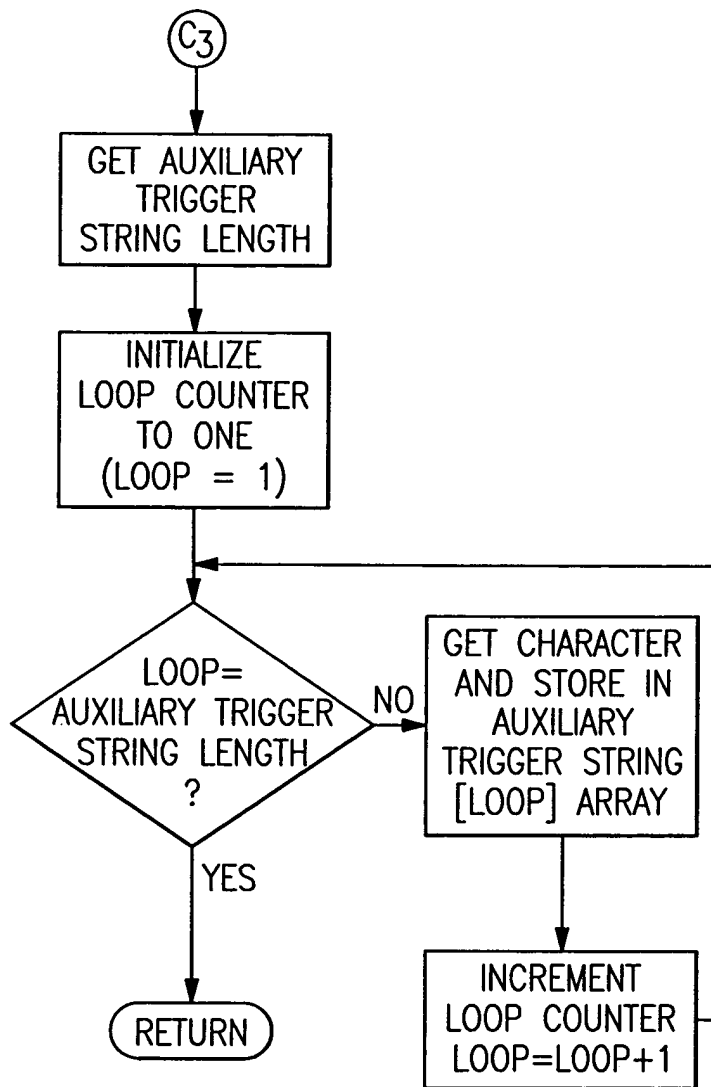 C3
GET AUXILIARY
TRIGGER
STRING LENGTH
INITIALIZE
LOOP COUNTER
TO ONE
(LOOP = 1)
LOOP=
AUXILIARY TRIGGER
STRING LENGTH
?
NO
GET CHARACTER
AND STORE IN
AUXILIARY
TRIGGER STRING
[LOOP] ARRAY
YES
INCREMENT
LOOP COUNTER
LOOP=LOOP+1
RETURN